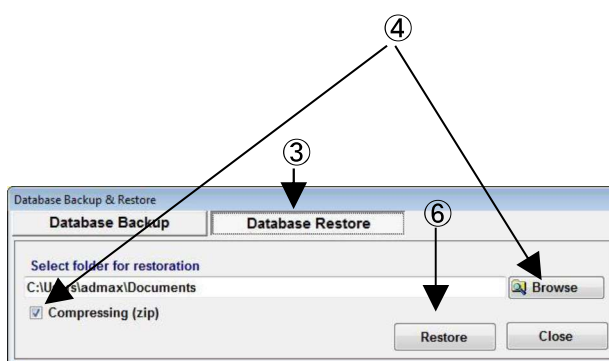 ④
③
Database Backup & Restore
Database Backup Database Restore
⑥
Select folder for restoration
C:\Users\admax\Documents
Browse
Compressing (zip)
Restore Close